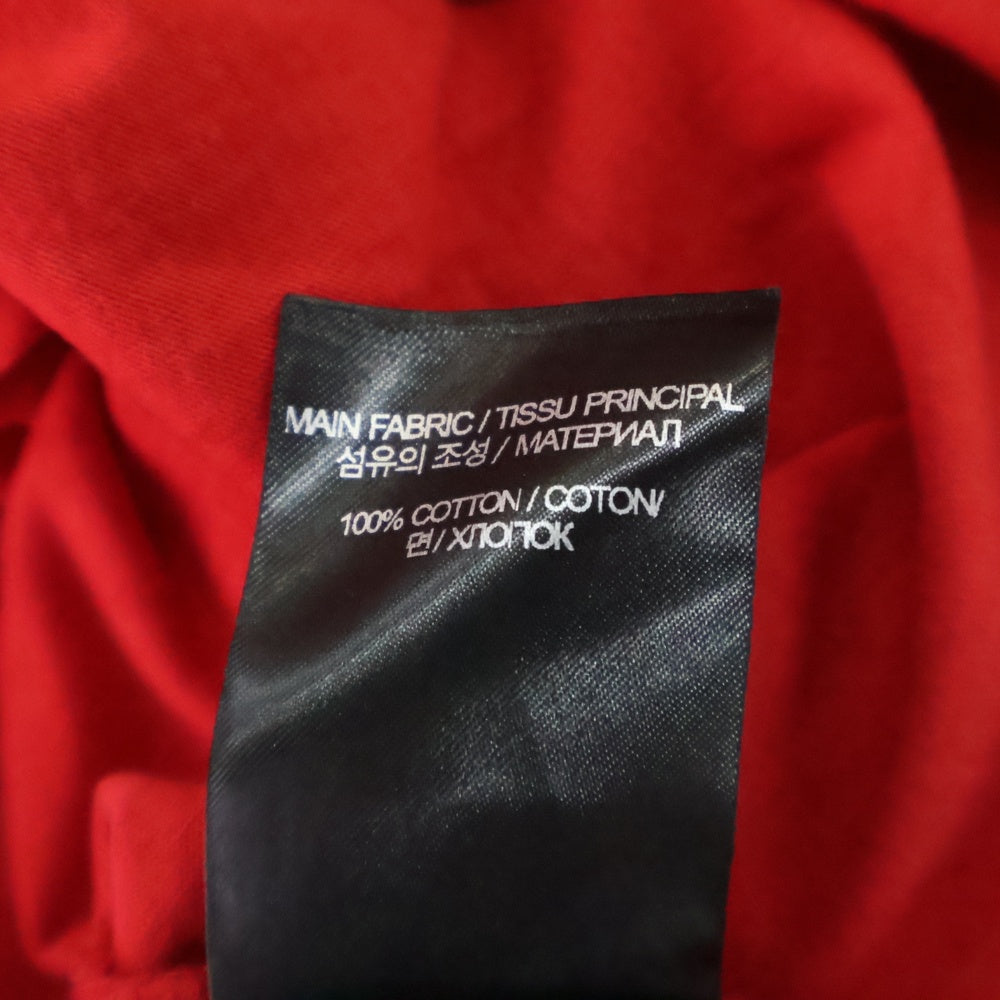 MAIN FABRIC / TISSU PRINCIPAL
섬유의 조성 / МАТЕРИАЛ
100% COTTON / COTON/
면 / ХЛОПОК